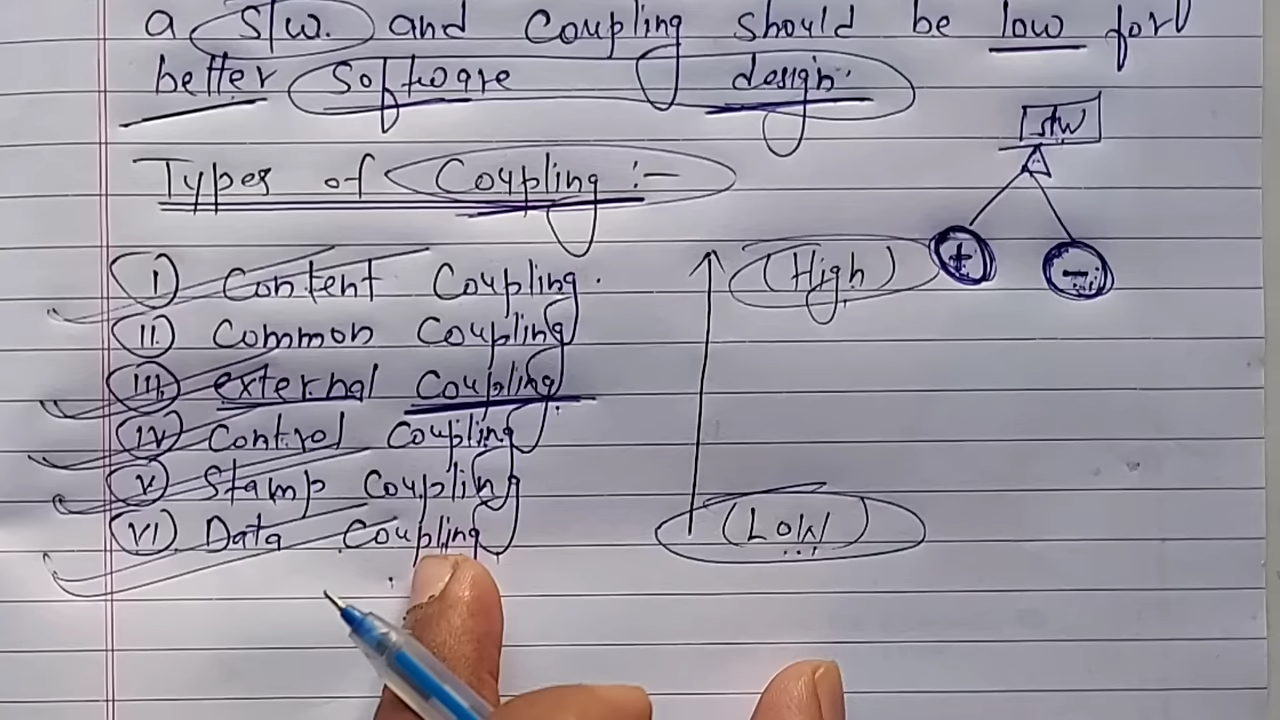 a S/w. and Coupling should be low for
better Software design.
S/W
Types of Coupling :-
I) Content Coupling. (High) + -
II. Common Coupling
III. external Coupling
IV) Control Coupling
V) Stamp Coupling
VI) Data Coupling (Low)